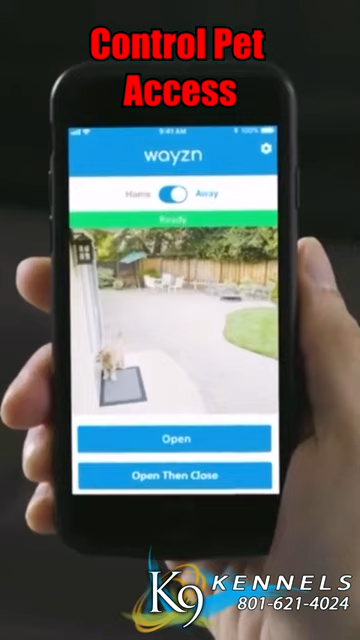 Control Pet
Access
9:41 AM
100%
wayzn
Home
Away
Ready
Open
Open Then Close
K9 KENNELS
801-621-4024